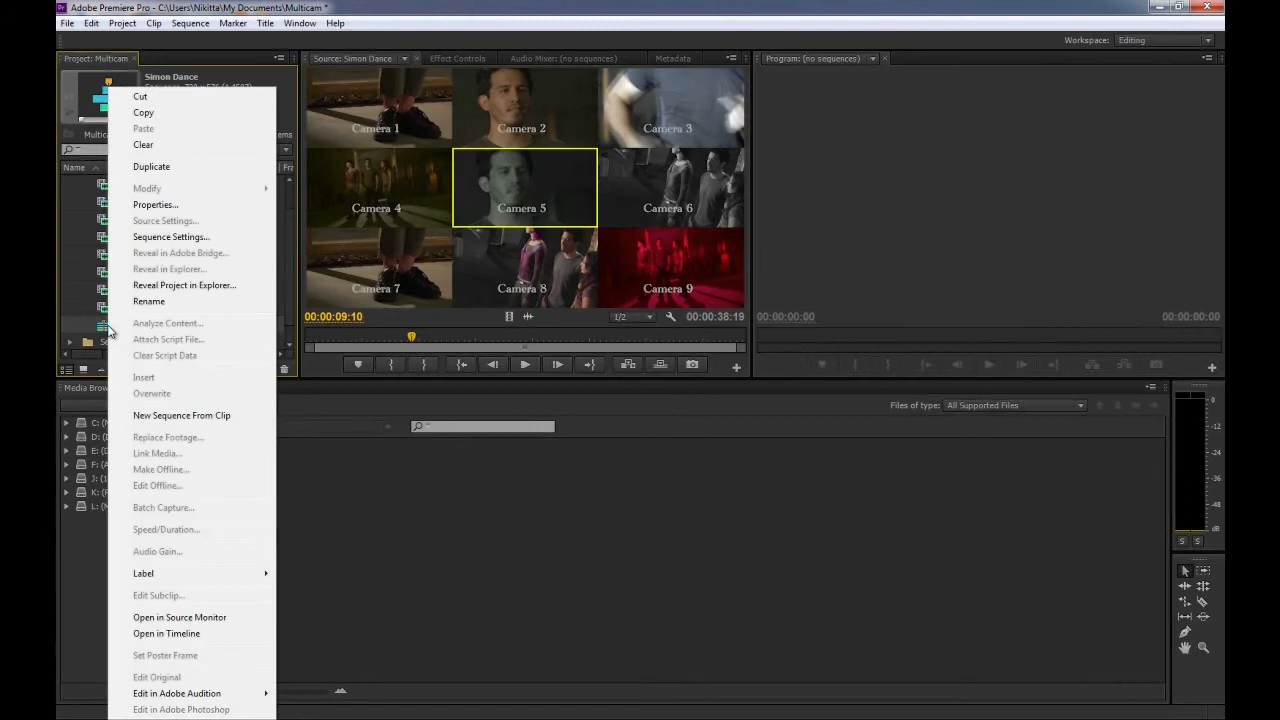 Adobe Premiere Pro - C:\Users\Nikitta\My Documents\Multicam *
File Edit Project Clip Sequence Marker Title Window Help
Workspace: Editing
Project: Multicam
Source: Simon Dance Effect Controls Audio Mixer: (no sequences) Metadata
Program: (no sequences)
Simon Dance
Name
Cut
Copy
Paste
Clear
Duplicate
Modify
Properties...
Source Settings...
Sequence Settings...
Reveal in Adobe Bridge...
Reveal in Explorer...
Reveal Project in Explorer...
Rename
Analyze Content...
Attach Script File...
Clear Script Data
Insert
Overwrite
New Sequence From Clip
Replace Footage...
Link Media...
Make Offline...
Edit Offline...
Batch Capture...
Speed/Duration...
Audio Gain...
Label
Edit Subclip...
Open in Source Monitor
Open in Timeline
Set Poster Frame
Edit Original
Edit in Adobe Audition
Edit in Adobe Photoshop
Camera 1 Camera 2 Camera 3
Camera 4 Camera 5 Camera 6
Camera 7 Camera 8 Camera 9
00:00:09:10 1/2 00:00:38:19
00:00:00:00 00:00:00:00
Media Brow
Files of type: All Supported Files
C: (
D: (
E: (
F: (
J: (
K: (
L: (
0
-12
-24
-36
-48
dB
S S